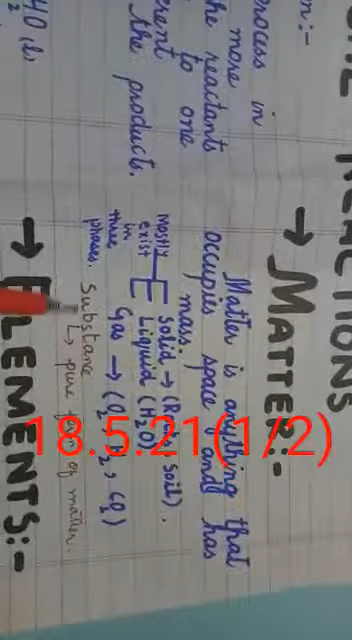 REACTIONS
m:-
process in
more
the reactants
to one
the products.
H2O (l)
→ MATTER:-
Matter is anything that
occupies space and has
mass.
Mostly
exist
in
three
phases.
Solid → (Rock, soil).
Liquid (H2O)
Gas → (O2
Substance
↳ pure
of matter.
→ ELEMENTS:-
18.5.21(1/2)